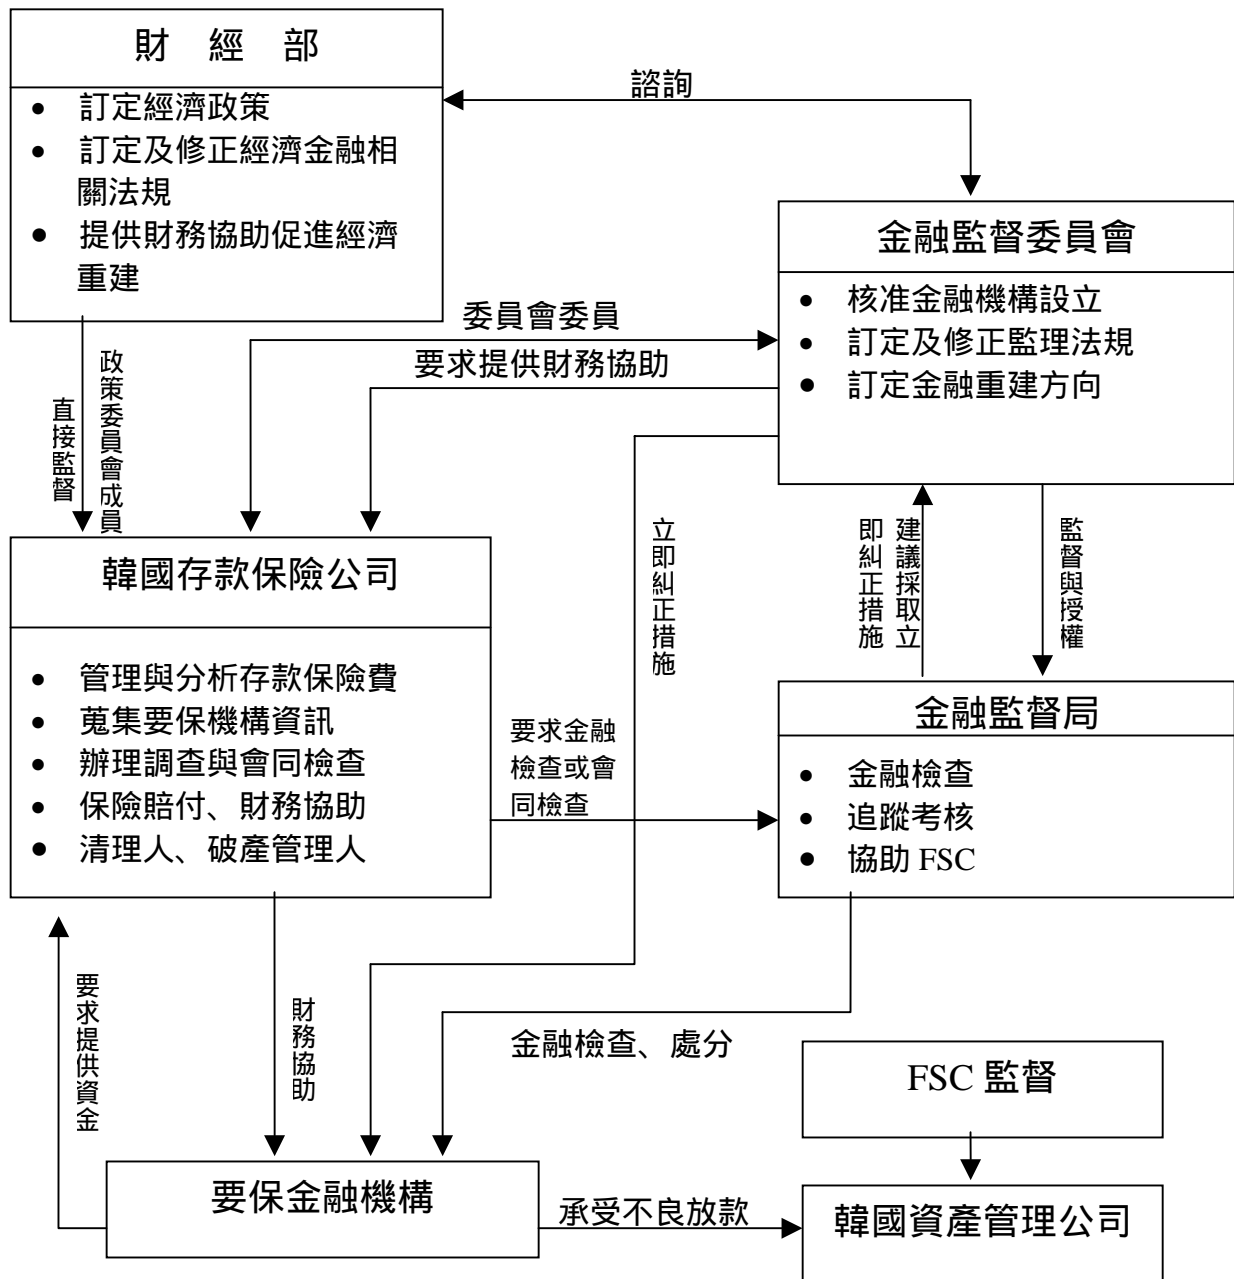 財 經 部
• 訂定經濟政策
• 訂定及修正經濟金融相
關法規
• 提供財務協助促進經濟
重建
諮詢
金融監督委員會
• 核准金融機構設立
• 訂定及修正監理法規
• 訂定金融重建方向
委員會委員
要求提供財務協助
直接監督
政策委員會成員
立即糾正措施
建議採取立
即糾正措施
監督與授權
韓國存款保險公司
• 管理與分析存款保險費
• 蒐集要保機構資訊
• 辦理調查與會同檢查
• 保險賠付、財務協助
• 清理人、破產管理人
要求金融
檢查或會
同檢查
金融監督局
• 金融檢查
• 追蹤考核
• 協助 FSC
要求提供資金
財務協助
金融檢查、處分
FSC 監督
要保金融機構
承受不良放款
韓國資產管理公司